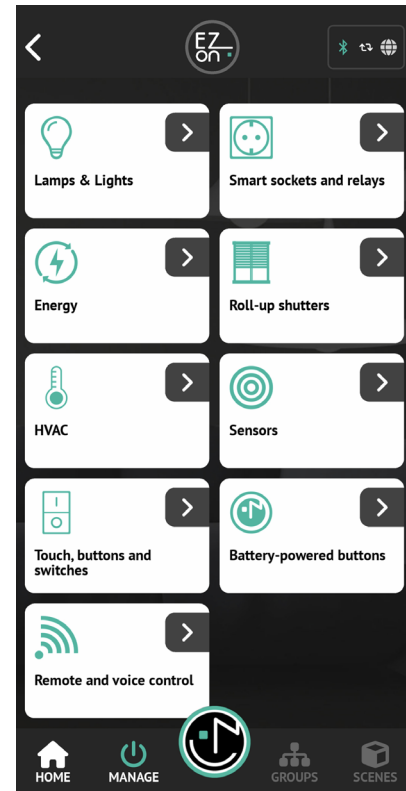 EZ
on
Lamps & Lights
Smart sockets and relays
Energy
Roll-up shutters
HVAC
Sensors
Touch, buttons and
switches
Battery-powered buttons
Remote and voice control
HOME
MANAGE
GROUPS
SCENES